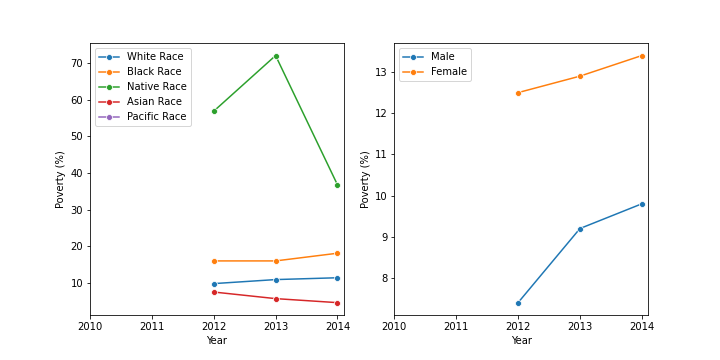 White Race
Black Race
Native Race
Asian Race
Pacific Race
Poverty (%)
70
60
50
40
30
20
10
2010 2011 2012 2013 2014
Year
Male
Female
Poverty (%)
13
12
11
10
9
8
2010 2011 2012 2013 2014
Year